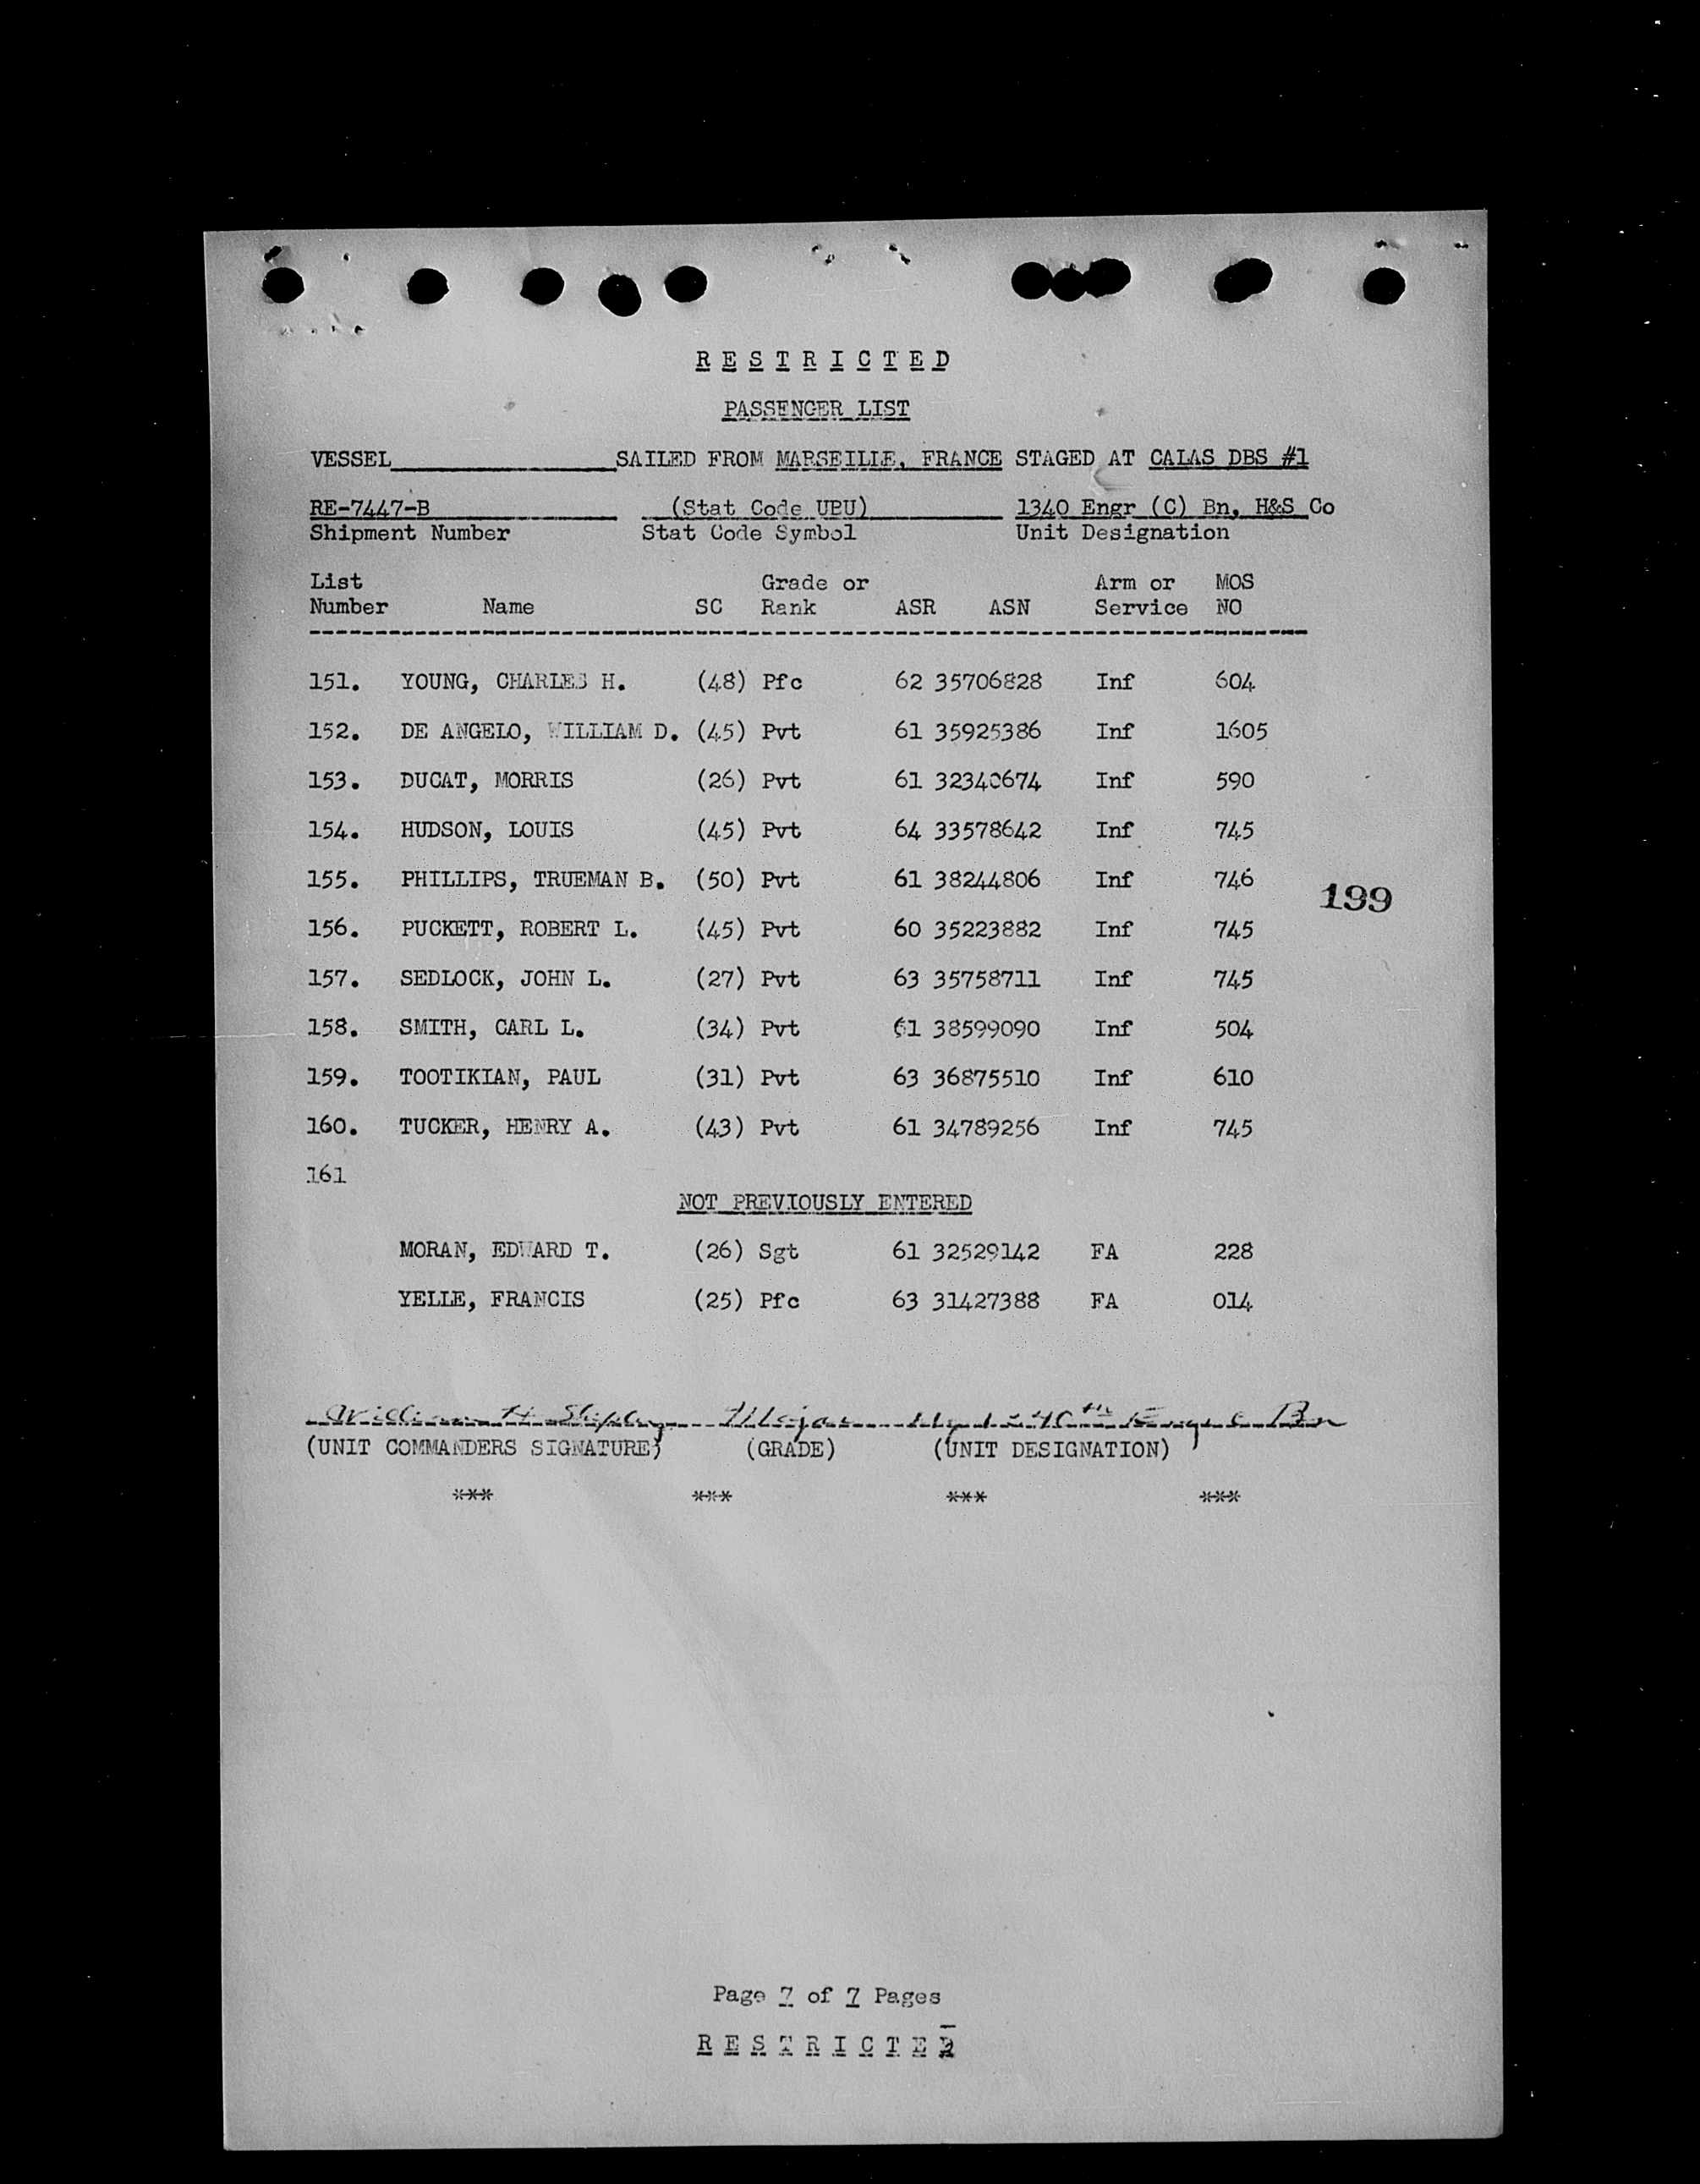 R E S T R I C T E D
PASSENGER LIST
VESSEL SAILED FROM MARSEILLE, FRANCE STAGED AT CALAS DBS #1
RE-7447-B (Stat Code UPU) 1340 Engr (C) Bn, H&S Co
Shipment Number Stat Code Symbol Unit Designation
List Grade or Arm or MOS
Number Name SC Rank ASR ASN Service NO
151. YOUNG, CHARLES H. (48) Pfc 62 35706828 Inf 604
152. DE ANGELO, WILLIAM D. (45) Pvt 61 35925386 Inf 1605
153. DUCAT, MORRIS (26) Pvt 61 32340674 Inf 590
154. HUDSON, LOUIS (45) Pvt 64 33578642 Inf 745
155. PHILLIPS, TRUEMAN B. (50) Pvt 61 38244806 Inf 746
199
156. PUCKETT, ROBERT L. (45) Pvt 60 35223882 Inf 745
157. SEDLOCK, JOHN L. (27) Pvt 63 35758711 Inf 745
158. SMITH, CARL L. (34) Pvt 61 38599090 Inf 504
159. TOOTIKIAN, PAUL (31) Pvt 63 36875510 Inf 610
160. TUCKER, HENRY A. (43) Pvt 61 34789256 Inf 745
161
NOT PREVIOUSLY ENTERED
MORAN, EDWARD T. (26) Sgt 61 32529142 FA 228
YELLE, FRANCIS (25) Pfc 63 31427388 FA 014
William H Major 1340th Bn
(UNIT COMMANDERS SIGNATURE) (GRADE) (UNIT DESIGNATION)
*** *** *** ***
Page 7 of 7 Pages
R E S T R I C T E D